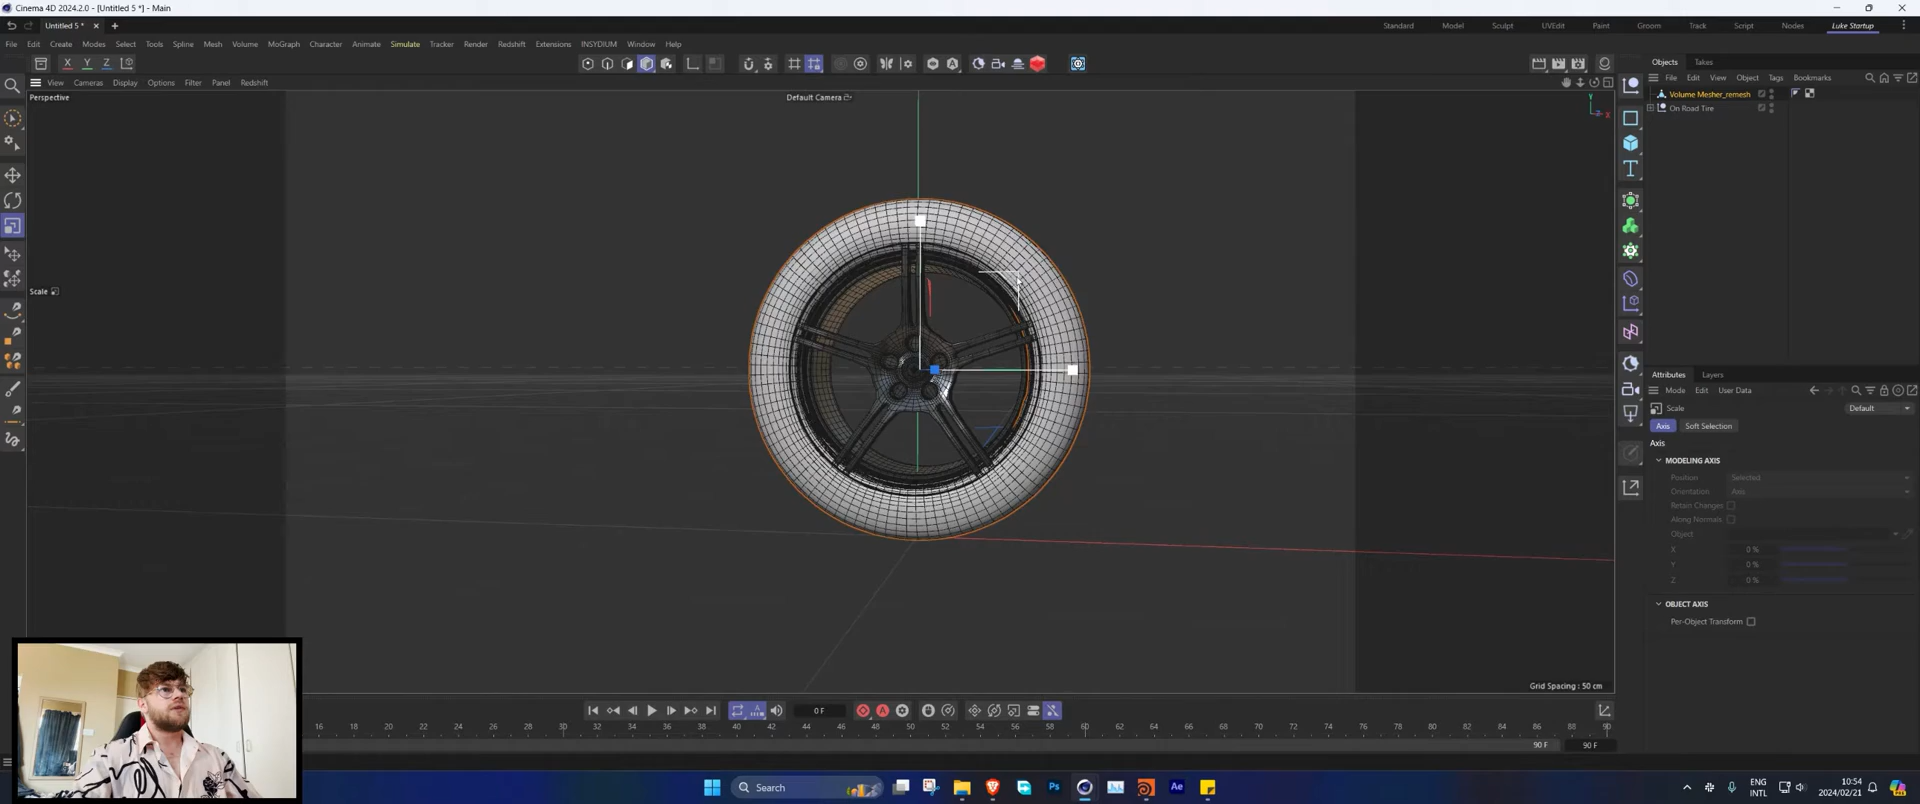 Cinema 4D 2024.2.0 - [Untitled 5 *] - Main
Untitled 5 *
Standard Model Sculpt UVEdit Paint Groom Track Script Nodes Luke Startup
File Edit Create Modes Select Tools Spline Mesh Volume MoGraph Character Animate Simulate Tracker Render Redshift Extensions INSYDIUM Window Help
X Y Z
View Cameras Display Options Filter Panel Redshift
Perspective
Default Camera
Y
X
Scale
Grid Spacing : 50 cm
Objects Takes
File Edit View Object Tags Bookmarks
Volume Mesher_remesh
On Road Tire
Attributes Layers
Mode Edit User Data
Scale
Default
Axis Soft Selection
Axis
MODELING AXIS
Position Selected
Orientation Axis
Retain Changes
Along Normals
Object
X 0 %
Y 0 %
Z 0 %
OBJECT AXIS
Per-Object Transform
0 F
16 18 20 22 24 26 28 30 32 34 36 38 40 42 44 46 48 50 52 54 56 58 60 62 64 66 68 70 72 74 76 78 80 82 84 86 88 90
90 F 90 F
Search
Ps
Ae
ENG
INTL
10:54
2024/02/21